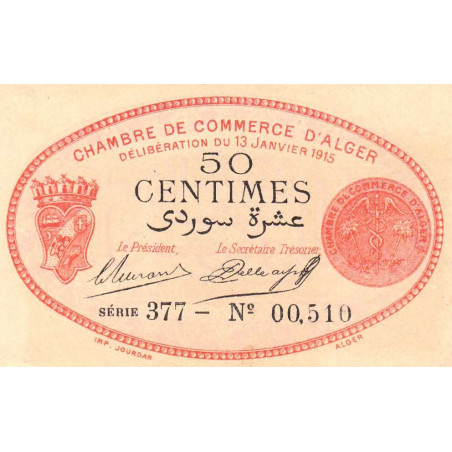 CHAMBRE DE COMMERCE D'ALGER
DÉLIBÉRATION DU 13 JANVIER 1915
50
CENTIMES
عشرة سوردي
Le Président, Le Secrétaire Trésorier
CHAMBRE DE COMMERCE D'ALGER
SÉRIE 377 - Nº 00,510
IMP. JOURDAN
ALGER